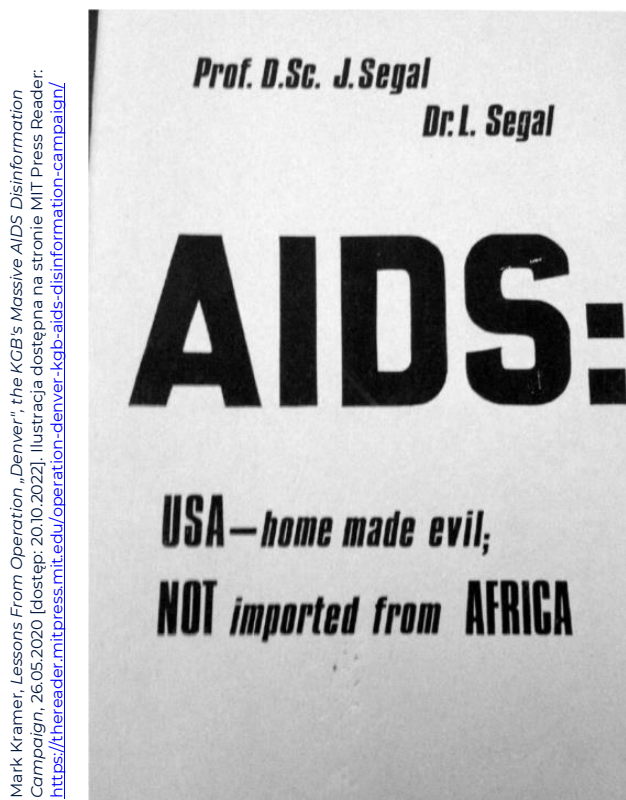 Mark Kramer, Lessons From Operation „Denver", the KGB's Massive AIDS Disinformation
Campaign, 26.05.2020 [dostęp: 20.10.2022]. Ilustracja dostępna na stronie MIT Press Reader:
https://thereader.mitpress.mit.edu/operation-denver-kgb-aids-disinformation-campaign/
Prof. D.Sc. J. Segal
Dr. L. Segal
AIDS:
USA—home made evil;
NOT imported from AFRICA